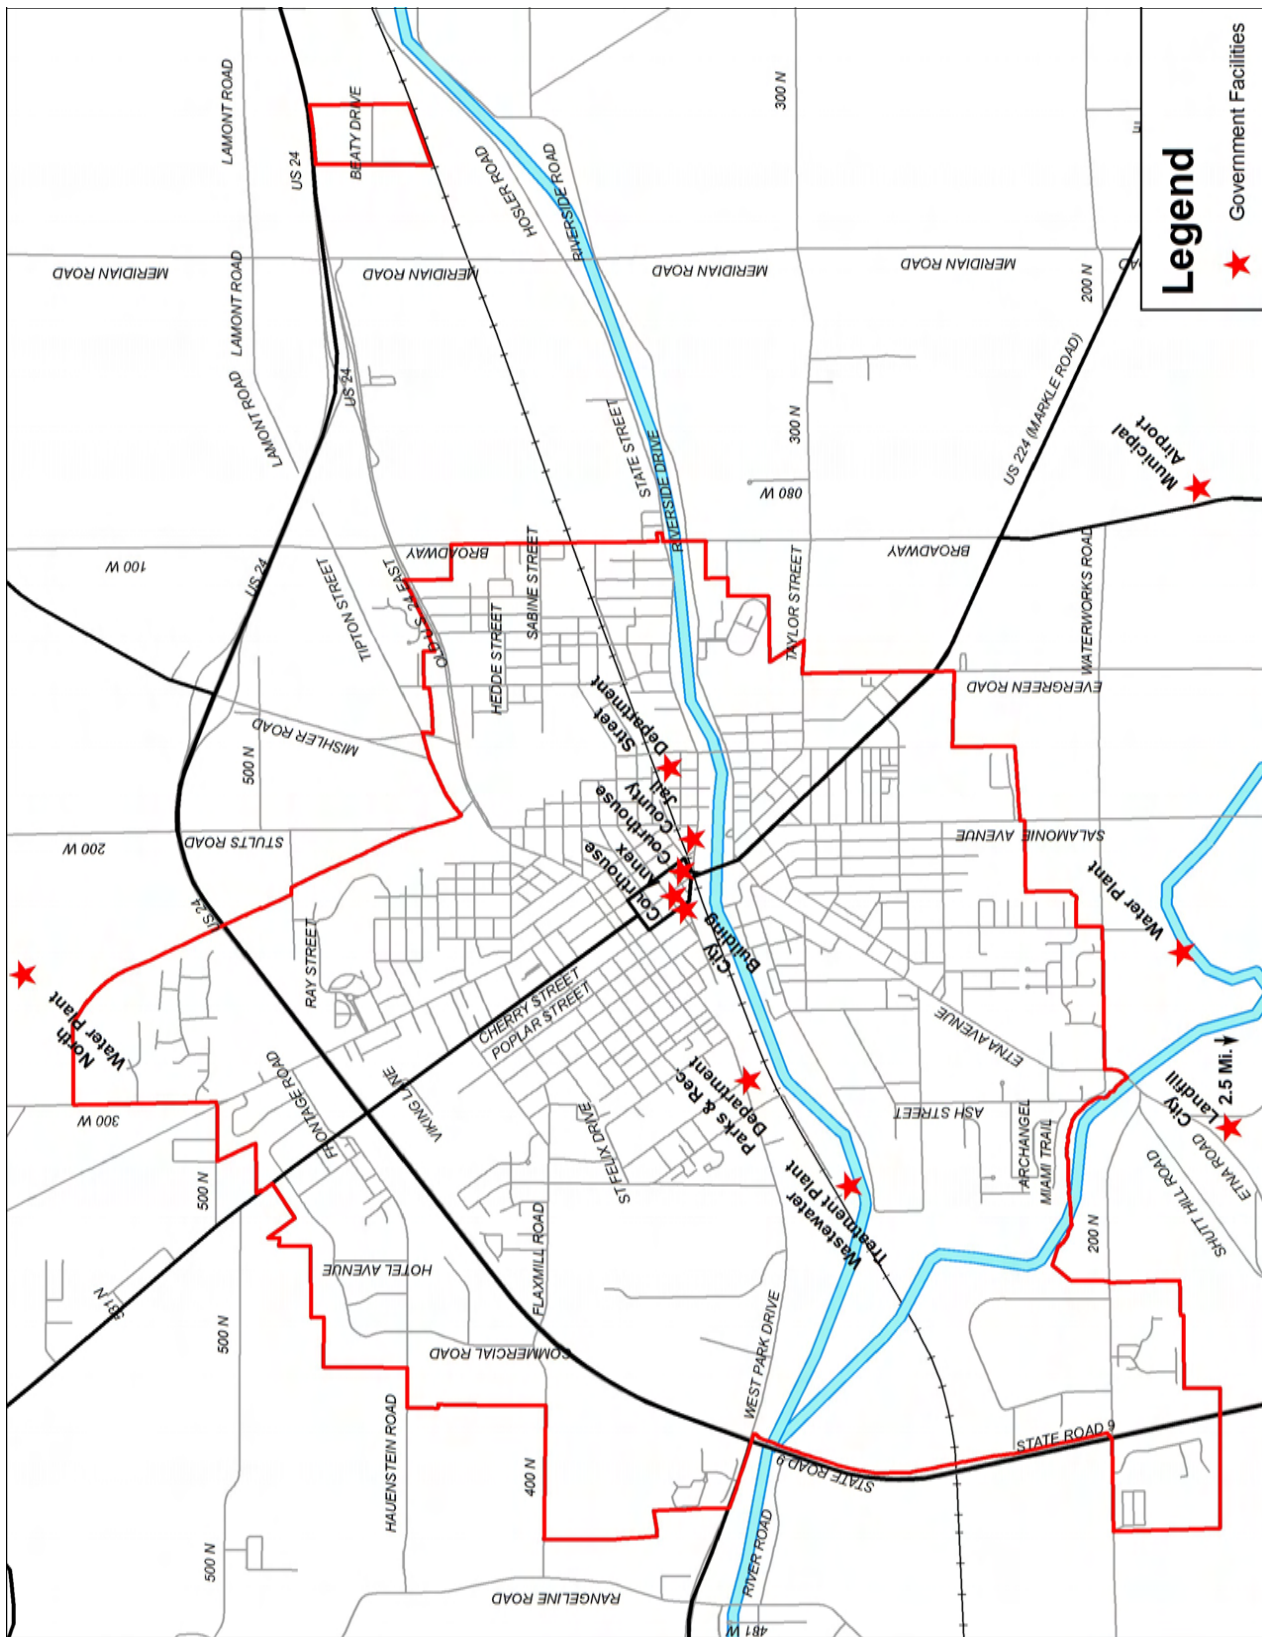 LAMONT ROAD
US 24
BEATY DRIVE
HOSLER ROAD
RIVERSIDE ROAD
300 N
Legend
Government Facilities
MERIDIAN ROAD
MERIDIAN ROAD
MERIDIAN ROAD
MERIDIAN ROAD
LAMONT ROAD
200 N
LAMONT ROAD
US 24
STATE STREET
RIVERSIDE DRIVE
300 N
080 W
US 224 (MARKLE ROAD)
Municipal
Airport
100 W
US 24
TIPTON STREET
OLD U S 24 EAST
BROADWAY
SABINE STREET
HEDDE STREET
TAYLOR STREET
BROADWAY
WATERWORKS ROAD
EVERGREEN ROAD
MISHLER ROAD
500 N
Street
Department
County
Jail
Courthouse
Courthouse
Annex
City
Building
200 W
STULTS ROAD
SALAMONIE AVENUE
Water Plant
US 24
RAY STREET
North
Water Plant
CHERRY STREET
POPLAR STREET
ETNA AVENUE
300 W
FRONTAGE ROAD
VIKING LINE
ST FELIX DRIVE
Parks & Rec.
Department
ASH STREET
ARCHANGEL
MIAMI TRAIL
City
Landfill
2.5 Mi.
ETNA ROAD
SHUTT HILL ROAD
200 N
500 N
Wastewater
Treatment Plant
HOTEL AVENUE
FLAXMILL ROAD
COMMERCIAL ROAD
WEST PARK DRIVE
500 N
STATE ROAD 9
STATE ROAD 9
HAUENSTEIN ROAD
400 N
500 N
RIVER ROAD
RANGELINE ROAD
481 W